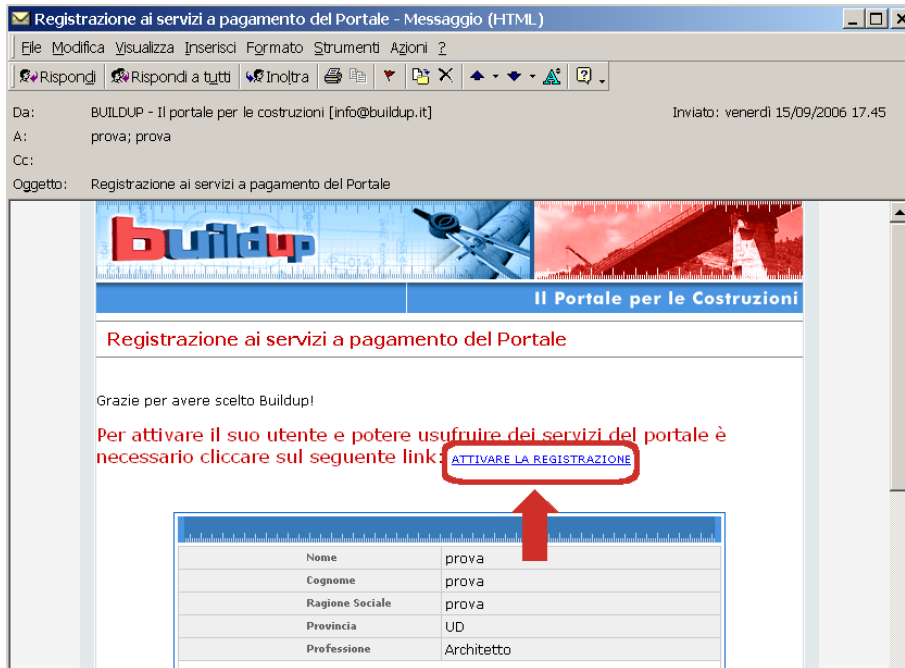 Registrazione ai servizi a pagamento del Portale - Messaggio (HTML)
File Modifica Visualizza Inserisci Formato Strumenti Azioni ?
Rispondi Rispondi a tutti Inoltra
Da: BUILDUP - Il portale per le costruzioni [info@buildup.it] Inviato: venerdì 15/09/2006 17.45
A: prova; prova
Cc:
Oggetto: Registrazione ai servizi a pagamento del Portale
buildup
Il Portale per le Costruzioni
Registrazione ai servizi a pagamento del Portale
Grazie per avere scelto Buildup!
Per attivare il suo utente e potere usufruire dei servizi del portale è
necessario cliccare sul seguente link: ATTIVARE LA REGISTRAZIONE
Nome prova
Cognome prova
Ragione Sociale prova
Provincia UD
Professione Architetto